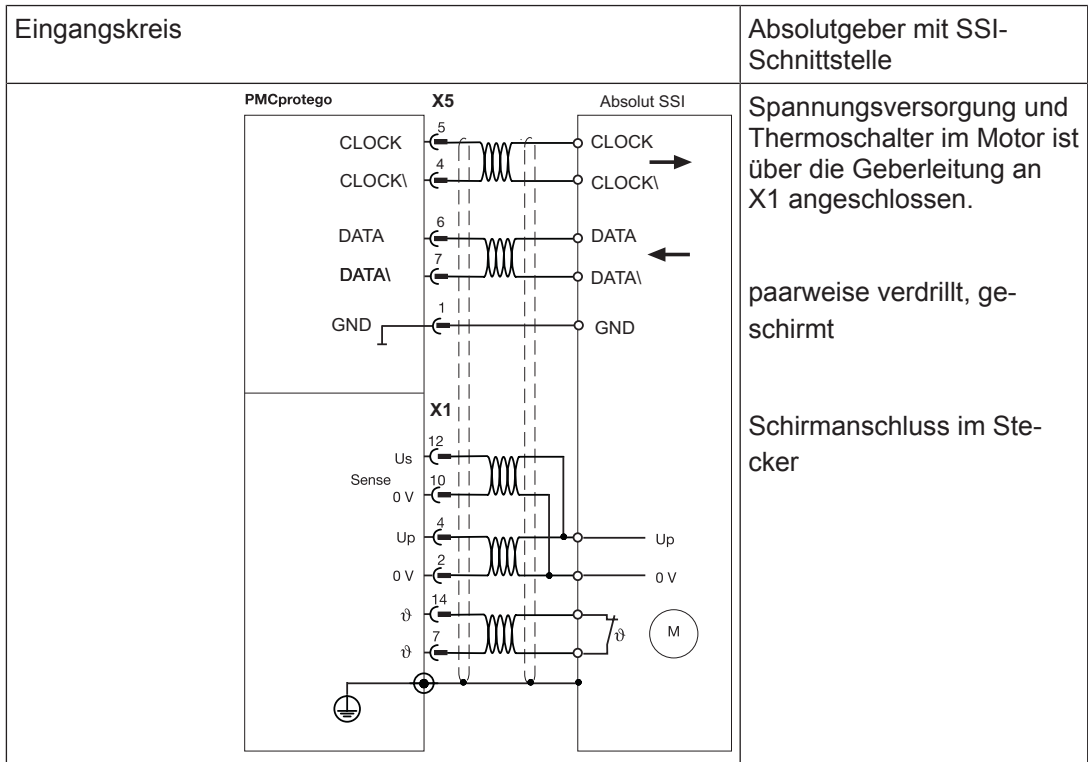 Eingangskreis
Absolutgeber mit SSI-
Schnittstelle
PMCprotego
X5
Absolut SSI
CLOCK
5
CLOCK
CLOCK\
4
CLOCK\
DATA
6
DATA
DATA\
7
DATA\
GND
1
GND
X1
Us
12
Sense
0 V
10
Up
4
Up
0 V
2
0 V
ϑ
14
ϑ
M
ϑ
7
Spannungsversorgung und
Thermoschalter im Motor ist
über die Geberleitung an
X1 angeschlossen.
paarweise verdrillt, ge-
schirmt
Schirmanschluss im Ste-
cker